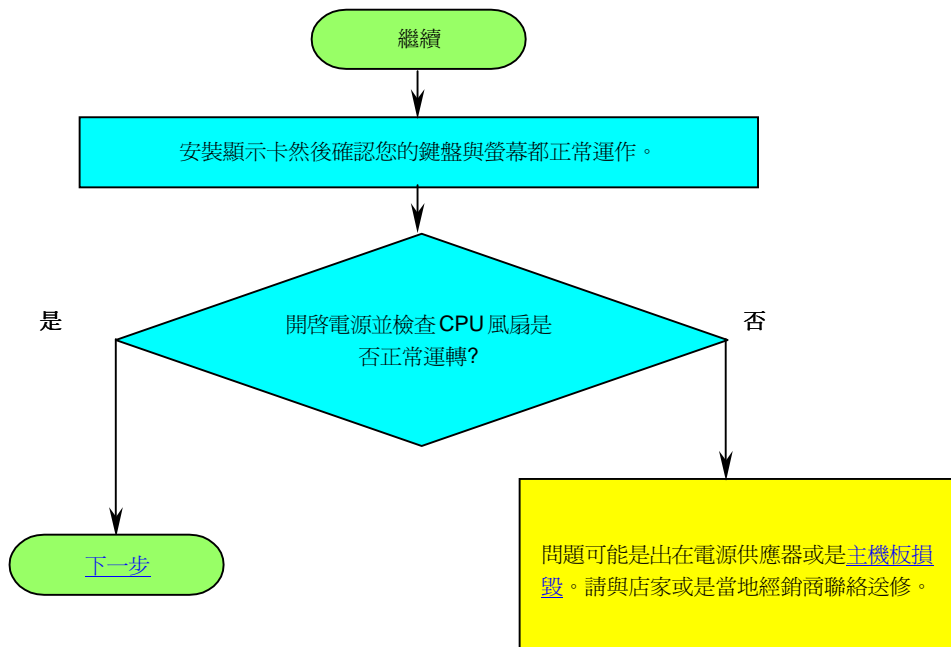 繼續
安裝顯示卡然後確認您的鍵盤與螢幕都正常運作。
是
否
開啓電源並檢查 CPU 風扇是
否正常運轉?
下一步
問題可能是出在電源供應器或是主機板損
毀。請與店家或是當地經銷商聯絡送修。